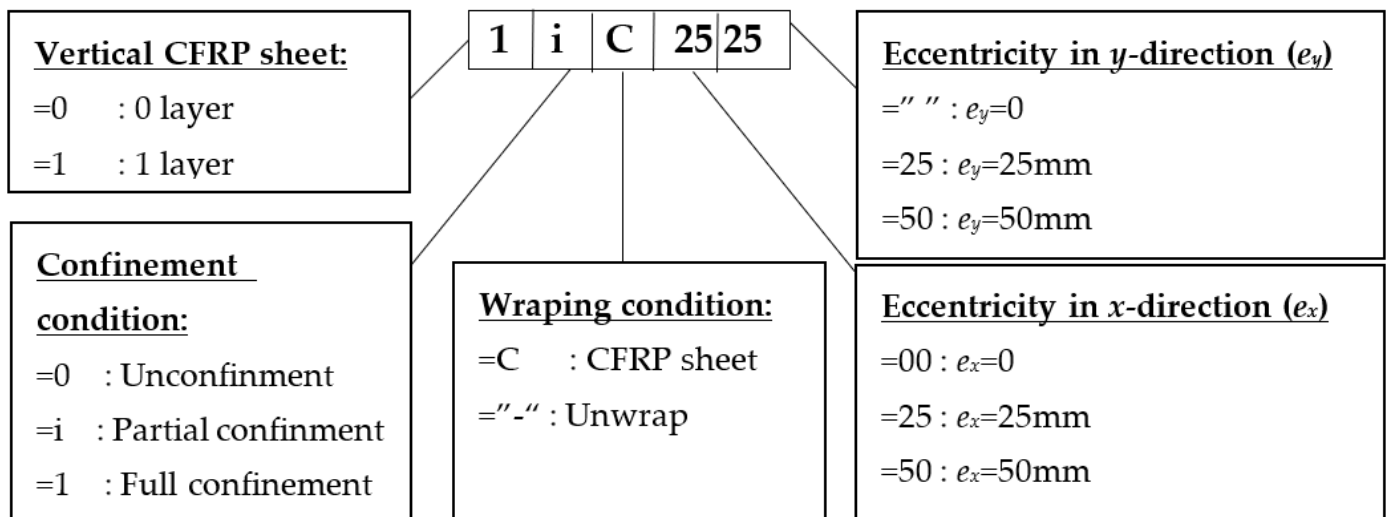 1 i C 25 25
Vertical CFRP sheet:
=0 : 0 layer
=1 : 1 layer
Confinement
condition:
=0 : Unconfinment
=i : Partial confinment
=1 : Full confinement
Wraping condition:
=C : CFRP sheet
=”-“ : Unwrap
Eccentricity in y-direction (ey)
=” ” : ey=0
=25 : ey=25mm
=50 : ey=50mm
Eccentricity in x-direction (ex)
=00 : ex=0
=25 : ex=25mm
=50 : ex=50mm